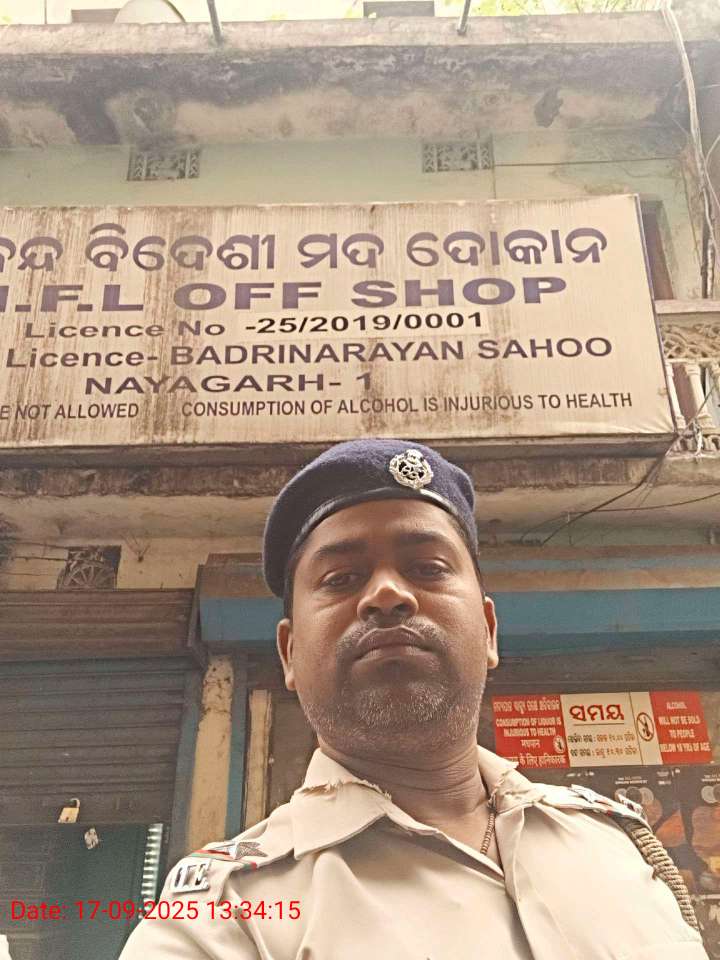 ବିଦେଶୀ ମଦ ଦୋକାନ
.F.L OFF SHOP
Licence No -25/2019/0001
Licence- BADRINARAYAN SAHOO
NAYAGARH- 1
NOT ALLOWED CONSUMPTION OF ALCOHOL IS INJURIOUS TO HEALTH
CONSUMPTION OF LIQUOR IS
INJURIOUS TO HEALTH
ସମୟ
ALCOHOL
WILL NOT BE SOLD
TO PEOPLE
BELOW 18 YRS OF AGE
के लिए हानिकारक
Date: 17-09-2025 13:34:15